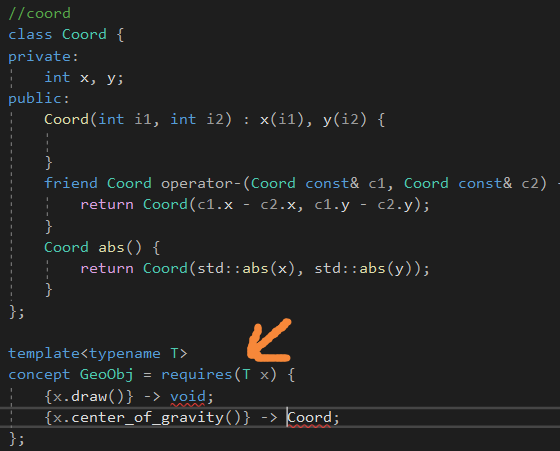 //coord
class Coord {
private:
int x, y;
public:
Coord(int i1, int i2) : x(i1), y(i2) {
}
friend Coord operator-(Coord const& c1, Coord const& c2)
return Coord(c1.x - c2.x, c1.y - c2.y);
}
Coord abs() {
return Coord(std::abs(x), std::abs(y));
}
};
template<typename T>
concept GeoObj = requires(T x) {
{x.draw()} -> void;
{x.center_of_gravity()} -> Coord;
};